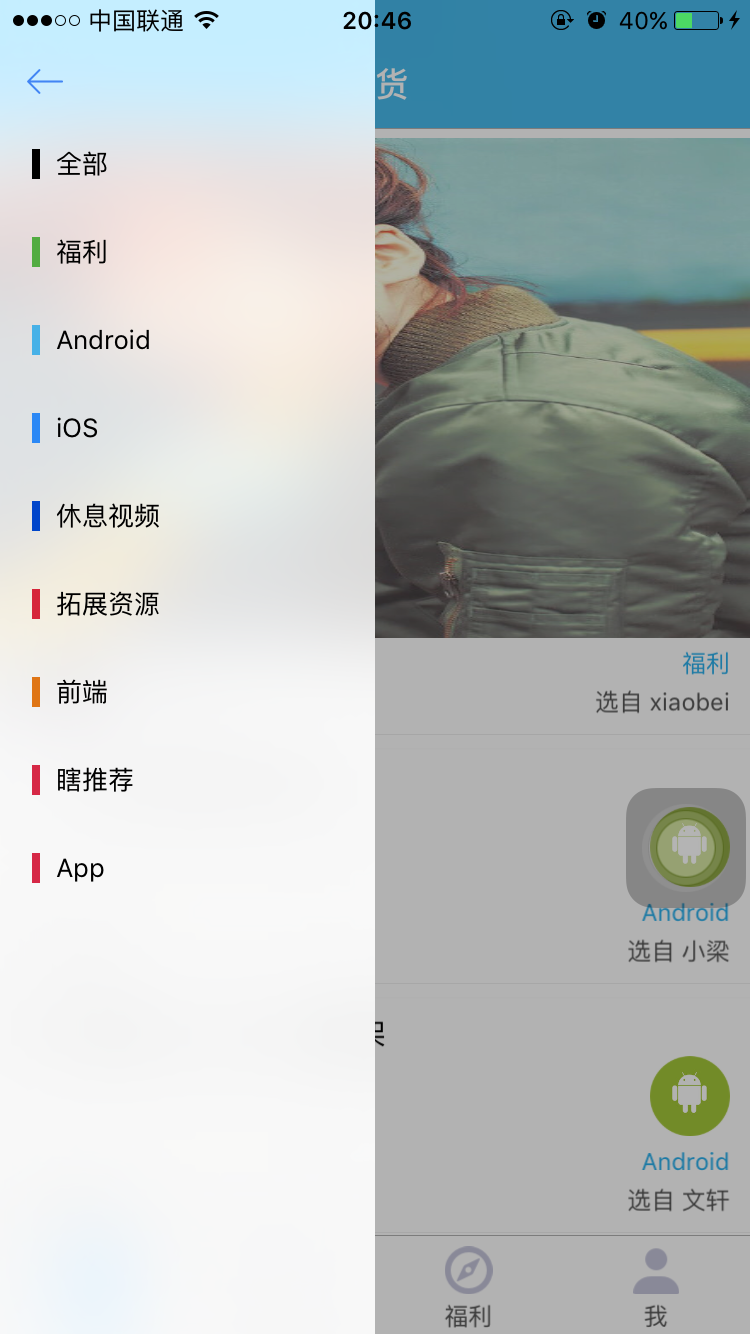 中国联通 20:46 40%
货
全部
福利
Android
iOS
休息视频
拓展资源
前端
瞎推荐
App
福利
选自 xiaobei
Android
选自 小梁
Android
选自 文轩
福利 我